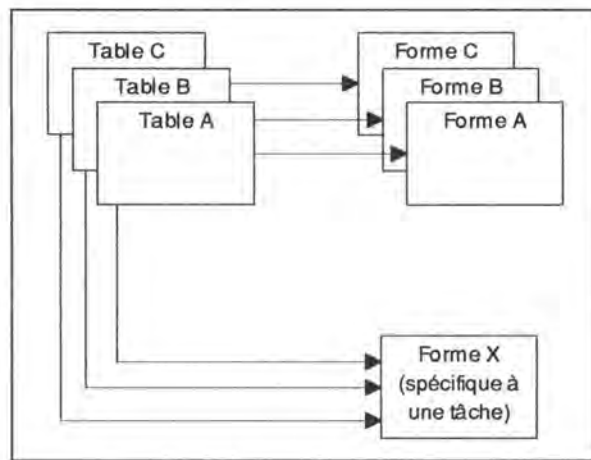 Table C
Forme C
Table B
Forme B
Table A
Forme A
Forme X
(spécifique à
une tâche)